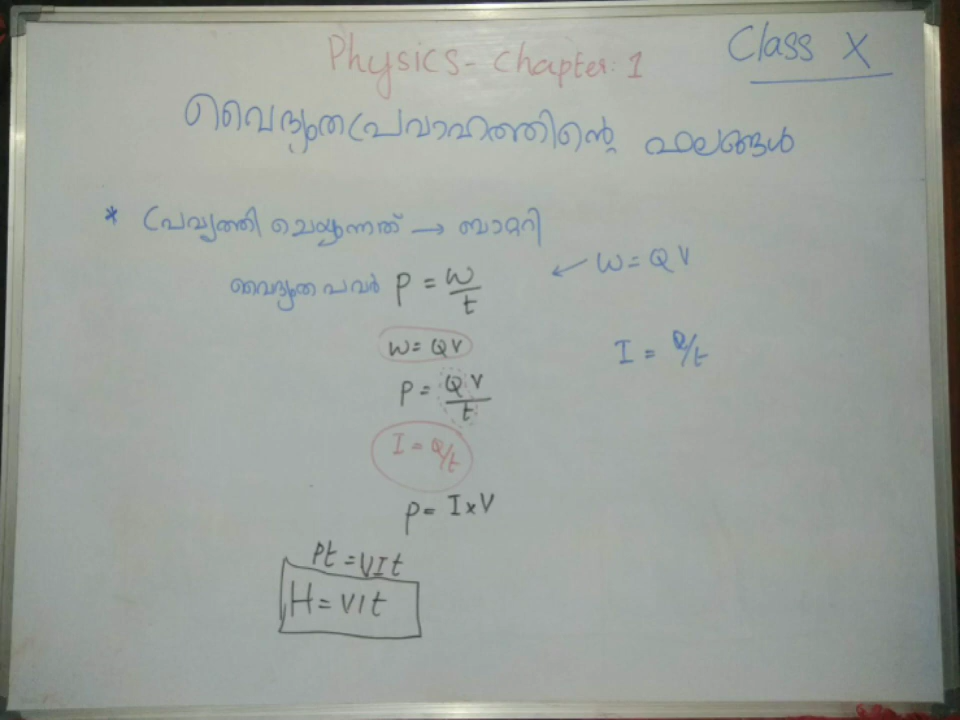 Physics - Chapter: 1
Class X
വൈദ്യുതപ്രവാഹത്തിന്റെ ഫലങ്ങൾ
* പ്രവൃത്തി ചെയ്യുന്നത് → ബാറ്ററി
വൈദ്യുത പവർ P = W/t
← W = QV
W = QV
I = Q/t
P = QV/t
I = Q/t
P = I×V
Pt = VIt
H = VIt